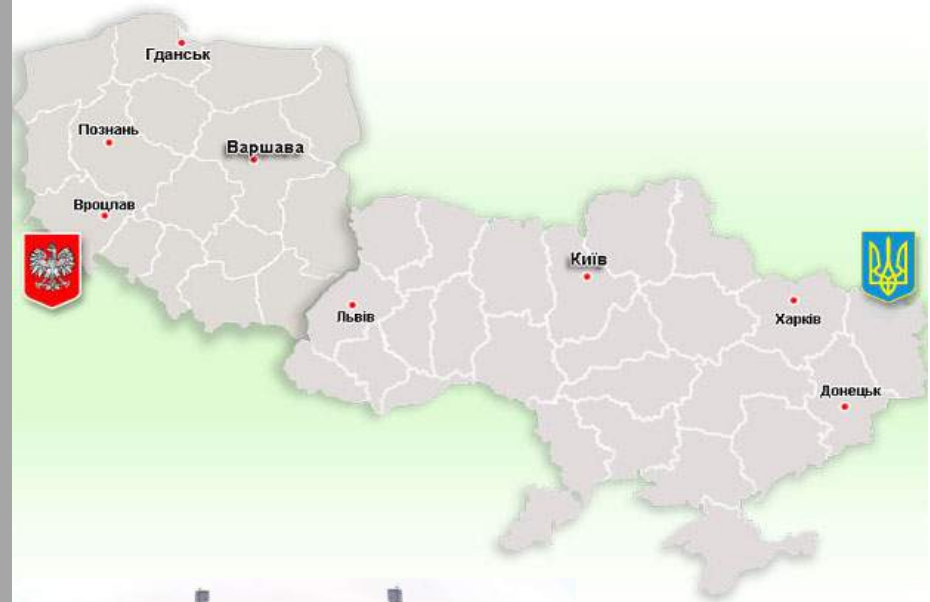 Гданськ
Познань
Варшава
Вроцлав
Київ
Львів
Харків
Донецьк